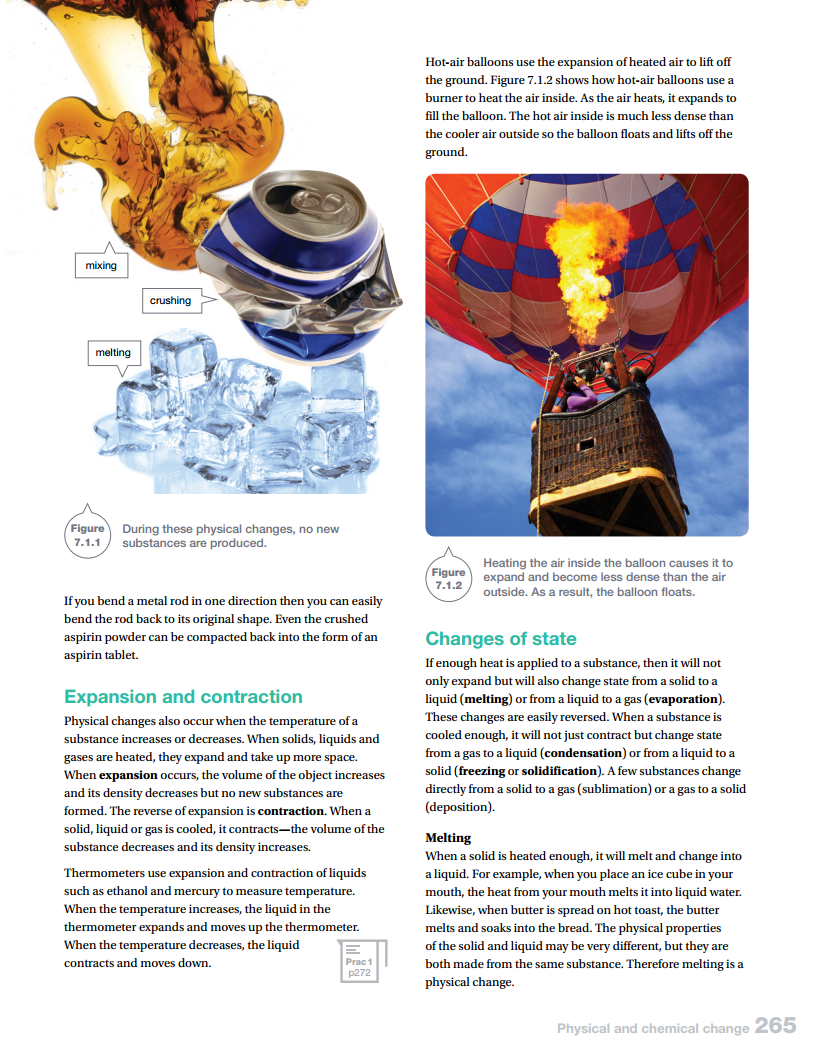 mixing
crushing
melting
Figure
7.1.1
During these physical changes, no new
substances are produced.
If you bend a metal rod in one direction then you can easily
bend the rod back to its original shape. Even the crushed
aspirin powder can be compacted back into the form of an
aspirin tablet.
Expansion and contraction
Physical changes also occur when the temperature of a
substance increases or decreases. When solids, liquids and
gases are heated, they expand and take up more space.
When expansion occurs, the volume of the object increases
and its density decreases but no new substances are
formed. The reverse of expansion is contraction. When a
solid, liquid or gas is cooled, it contracts—the volume of the
substance decreases and its density increases.
Thermometers use expansion and contraction of liquids
such as ethanol and mercury to measure temperature.
When the temperature increases, the liquid in the
thermometer expands and moves up the thermometer.
When the temperature decreases, the liquid
contracts and moves down.
Prac 1
p272
Hot-air balloons use the expansion of heated air to lift off
the ground. Figure 7.1.2 shows how hot-air balloons use a
burner to heat the air inside. As the air heats, it expands to
fill the balloon. The hot air inside is much less dense than
the cooler air outside so the balloon floats and lifts off the
ground.
Figure
7.1.2
Heating the air inside the balloon causes it to
expand and become less dense than the air
outside. As a result, the balloon floats.
Changes of state
If enough heat is applied to a substance, then it will not
only expand but will also change state from a solid to a
liquid (melting) or from a liquid to a gas (evaporation).
These changes are easily reversed. When a substance is
cooled enough, it will not just contract but change state
from a gas to a liquid (condensation) or from a liquid to a
solid (freezing or solidification). A few substances change
directly from a solid to a gas (sublimation) or a gas to a solid
(deposition).
Melting
When a solid is heated enough, it will melt and change into
a liquid. For example, when you place an ice cube in your
mouth, the heat from your mouth melts it into liquid water.
Likewise, when butter is spread on hot toast, the butter
melts and soaks into the bread. The physical properties
of the solid and liquid may be very different, but they are
both made from the same substance. Therefore melting is a
physical change.
Physical and chemical change 265